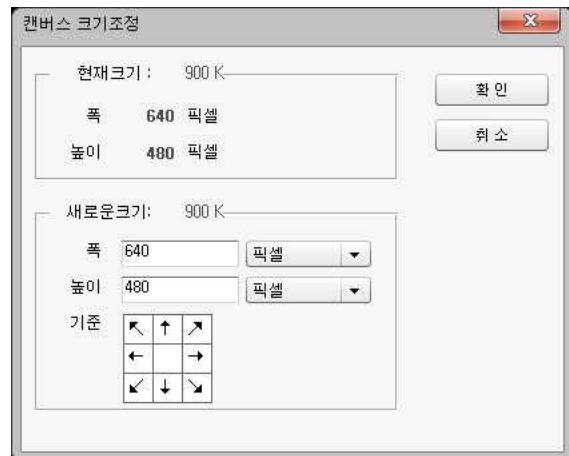 캔버스 크기조정
현재크기 : 900 K
폭 640 픽셀
높이 480 픽셀
확 인
취 소
새로운크기: 900 K
폭 640 픽셀
높이 480 픽셀
기준